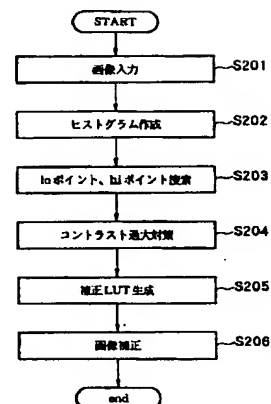 START
画像入力
S201
ヒストグラム作成
S202
loポイント、hiポイント捜索
S203
コントラスト過大対策
S204
補正LUT生成
S205
画像補正
S206
end